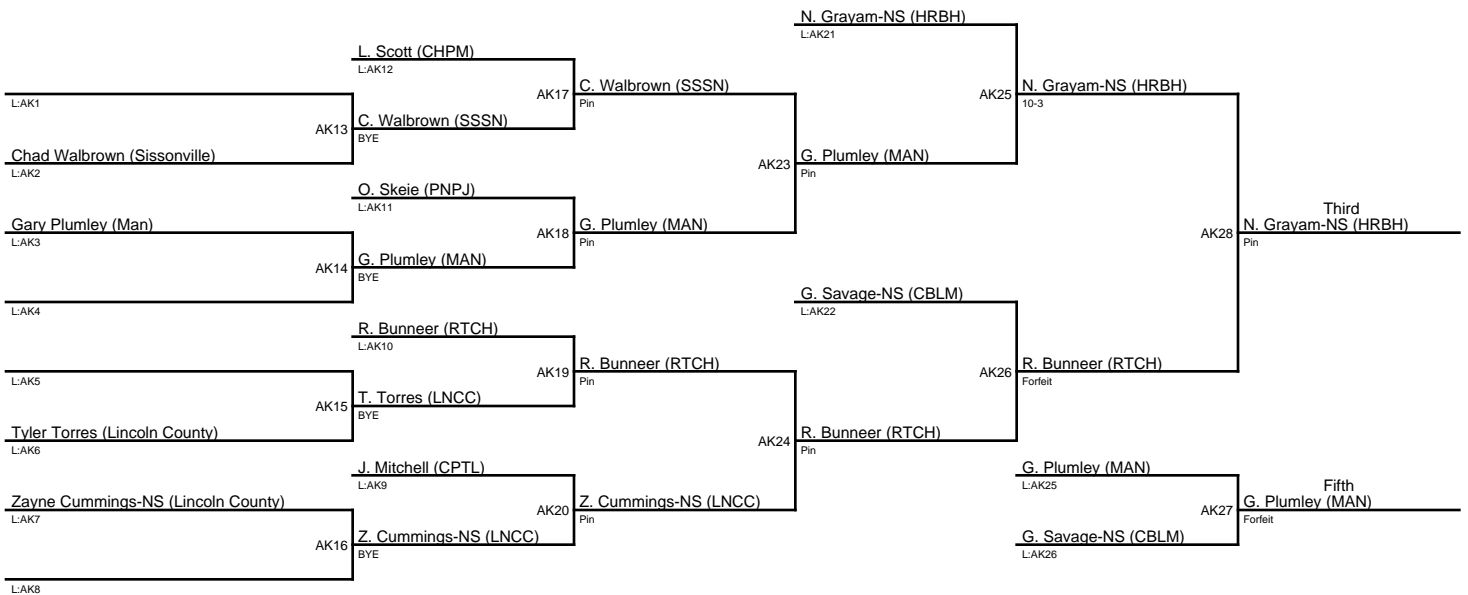 N. Grayam-NS (HRBH)
L:AK21
L. Scott (CHPM)
L:AK12
L:AK1
AK17
C. Walbrown (SSSN)
Pin
AK25
N. Grayam-NS (HRBH)
10-3
AK13
C. Walbrown (SSSN)
BYE
Chad Walbrown (Sissonville)
L:AK2
AK23
G. Plumley (MAN)
Pin
O. Skeie (PNPJ)
L:AK11
Gary Plumley (Man)
L:AK3
AK18
G. Plumley (MAN)
Pin
AK28
Third
N. Grayam-NS (HRBH)
Pin
AK14
G. Plumley (MAN)
BYE
L:AK4
G. Savage-NS (CBLM)
L:AK22
R. Bunneer (RTCH)
L:AK10
L:AK5
AK19
R. Bunneer (RTCH)
Pin
AK26
R. Bunneer (RTCH)
Forfeit
AK15
T. Torres (LNCC)
BYE
Tyler Torres (Lincoln County)
L:AK6
AK24
R. Bunneer (RTCH)
Pin
J. Mitchell (CPTL)
L:AK9
G. Plumley (MAN)
L:AK25
Zayne Cummings-NS (Lincoln County)
L:AK7
AK20
Z. Cummings-NS (LNCC)
Pin
AK27
Fifth
G. Plumley (MAN)
Forfeit
AK16
Z. Cummings-NS (LNCC)
BYE
G. Savage-NS (CBLM)
L:AK26
L:AK8